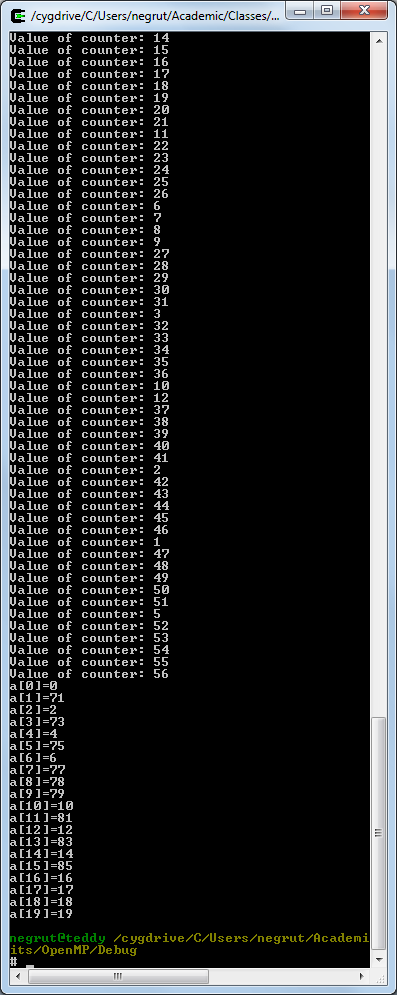 /cygdrive/C/Users/negrut/Academic/Classes/...
Value of counter: 14
Value of counter: 15
Value of counter: 16
Value of counter: 17
Value of counter: 18
Value of counter: 19
Value of counter: 20
Value of counter: 21
Value of counter: 11
Value of counter: 22
Value of counter: 23
Value of counter: 24
Value of counter: 25
Value of counter: 26
Value of counter: 6
Value of counter: 7
Value of counter: 8
Value of counter: 9
Value of counter: 27
Value of counter: 28
Value of counter: 29
Value of counter: 30
Value of counter: 31
Value of counter: 3
Value of counter: 32
Value of counter: 33
Value of counter: 34
Value of counter: 35
Value of counter: 36
Value of counter: 10
Value of counter: 12
Value of counter: 37
Value of counter: 38
Value of counter: 39
Value of counter: 40
Value of counter: 41
Value of counter: 2
Value of counter: 42
Value of counter: 43
Value of counter: 44
Value of counter: 45
Value of counter: 46
Value of counter: 1
Value of counter: 47
Value of counter: 48
Value of counter: 49
Value of counter: 50
Value of counter: 51
Value of counter: 5
Value of counter: 52
Value of counter: 53
Value of counter: 54
Value of counter: 55
Value of counter: 56
a[0]=0
a[1]=71
a[2]=2
a[3]=73
a[4]=4
a[5]=75
a[6]=6
a[7]=77
a[8]=78
a[9]=79
a[10]=10
a[11]=81
a[12]=12
a[13]=83
a[14]=14
a[15]=85
a[16]=16
a[17]=17
a[18]=18
a[19]=19
negrut@teddy /cygdrive/C/Users/negrut/Academi
its/OpenMP/Debug
# _